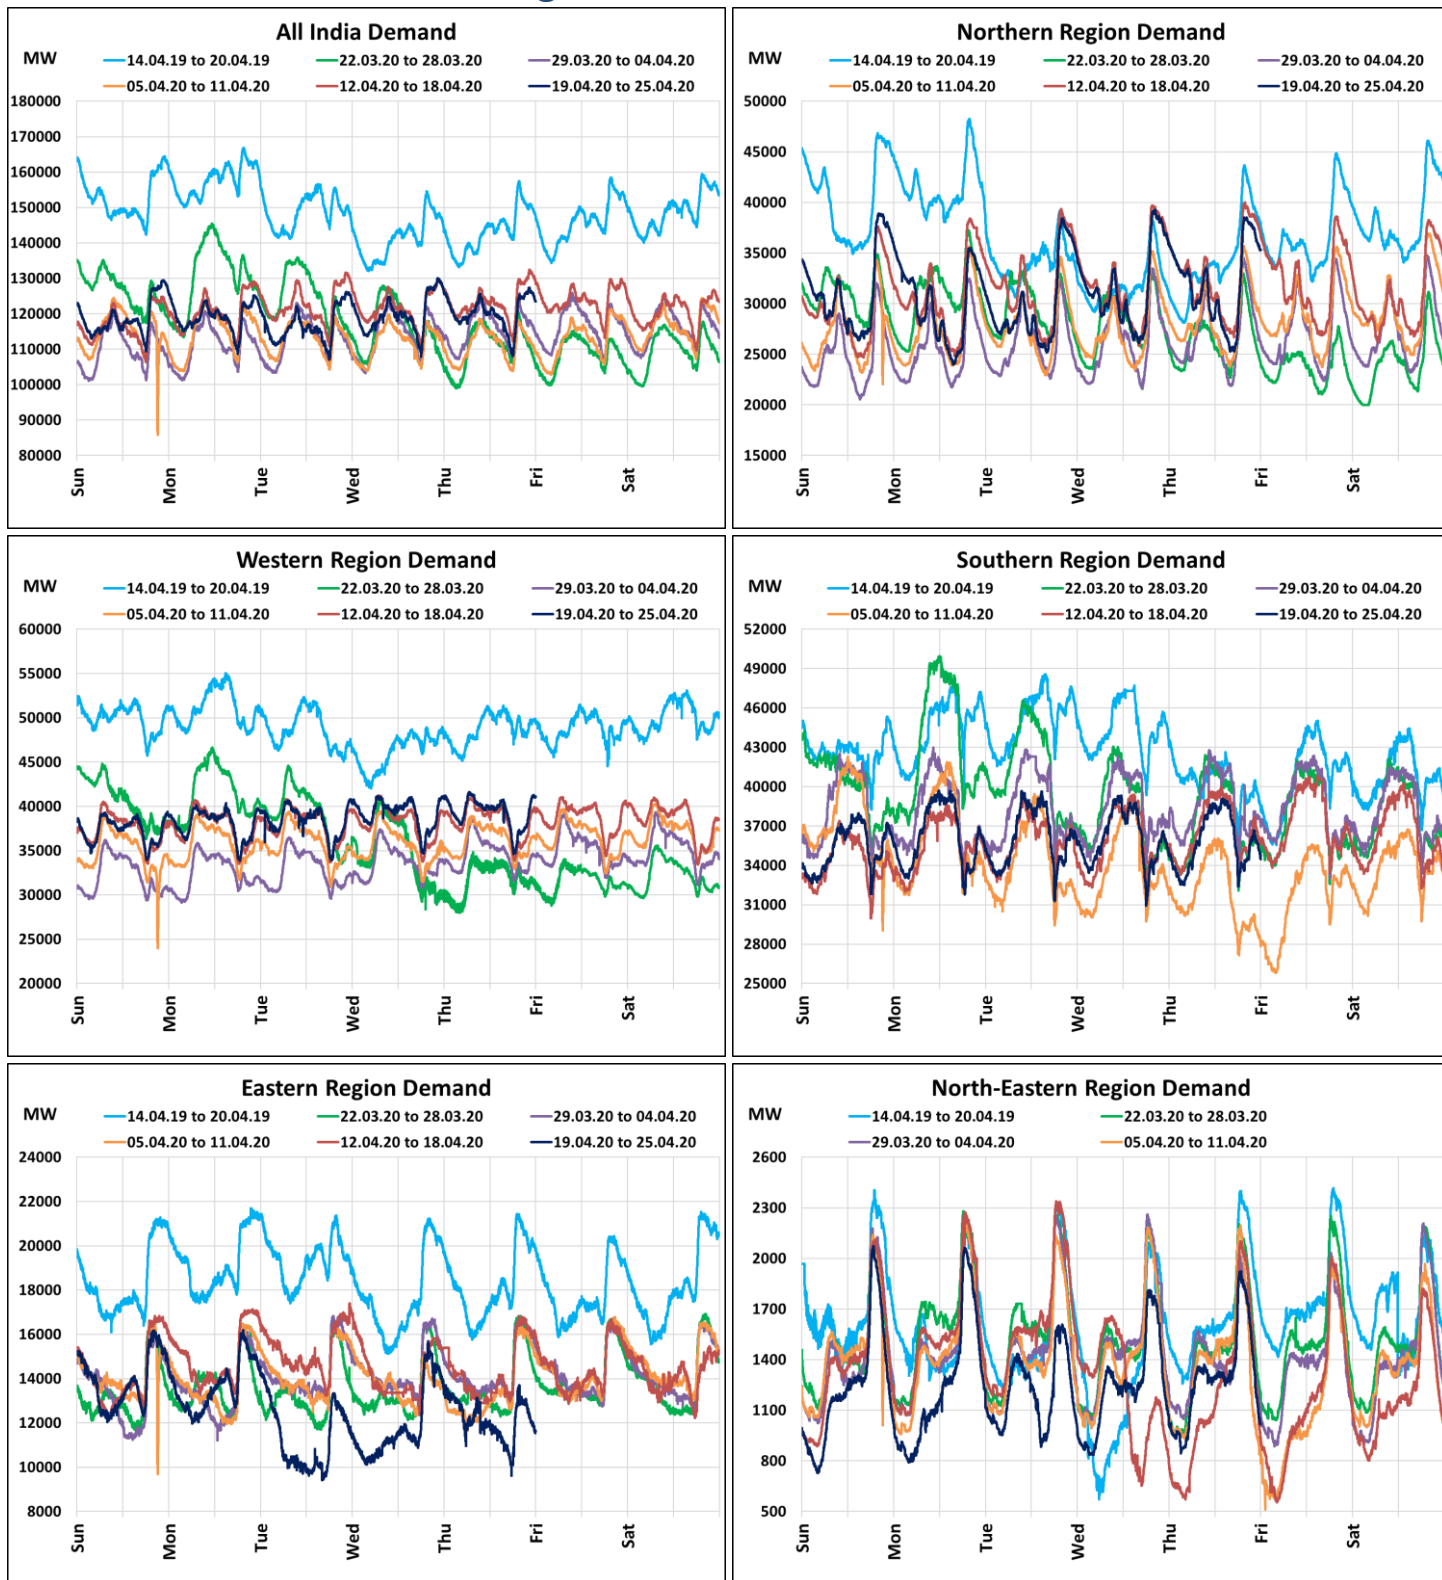 All India Demand
MW
14.04.19 to 20.04.19 22.03.20 to 28.03.20 29.03.20 to 04.04.20
05.04.20 to 11.04.20 12.04.20 to 18.04.20 19.04.20 to 25.04.20
180000
170000
160000
150000
140000
130000
120000
110000
100000
90000
80000
Sun Mon Tue Wed Thu Fri Sat
Northern Region Demand
MW
14.04.19 to 20.04.19 22.03.20 to 28.03.20 29.03.20 to 04.04.20
05.04.20 to 11.04.20 12.04.20 to 18.04.20 19.04.20 to 25.04.20
50000
45000
40000
35000
30000
25000
20000
15000
Sun Mon Tue Wed Thu Fri Sat
Western Region Demand
MW
14.04.19 to 20.04.19 22.03.20 to 28.03.20 29.03.20 to 04.04.20
05.04.20 to 11.04.20 12.04.20 to 18.04.20 19.04.20 to 25.04.20
60000
55000
50000
45000
40000
35000
30000
25000
20000
Sun Mon Tue Wed Thu Fri Sat
Southern Region Demand
MW
14.04.19 to 20.04.19 22.03.20 to 28.03.20 29.03.20 to 04.04.20
05.04.20 to 11.04.20 12.04.20 to 18.04.20 19.04.20 to 25.04.20
52000
49000
46000
43000
40000
37000
34000
31000
28000
25000
Sun Mon Tue Wed Thu Fri Sat
Eastern Region Demand
MW
14.04.19 to 20.04.19 22.03.20 to 28.03.20 29.03.20 to 04.04.20
05.04.20 to 11.04.20 12.04.20 to 18.04.20 19.04.20 to 25.04.20
24000
22000
20000
18000
16000
14000
12000
10000
8000
Sun Mon Tue Wed Thu Fri Sat
North-Eastern Region Demand
MW
14.04.19 to 20.04.19 22.03.20 to 28.03.20
29.03.20 to 04.04.20 05.04.20 to 11.04.20
2600
2300
2000
1700
1400
1100
800
500
Sun Mon Tue Wed Thu Fri Sat